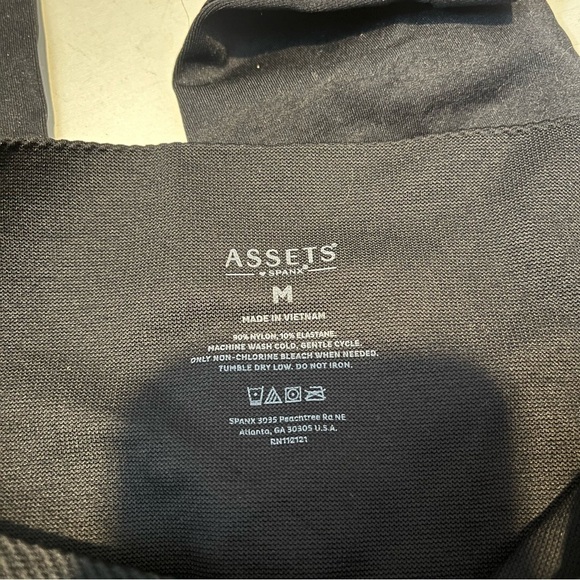 ASSETS®
♥ SPANX®
M
MADE IN VIETNAM
90% NYLON, 10% ELASTANE.
MACHINE WASH COLD, GENTLE CYCLE.
ONLY NON-CHLORINE BLEACH WHEN NEEDED.
TUMBLE DRY LOW. DO NOT IRON.
SPANX 3035 Peachtree Rd NE
Atlanta, GA 30305 U.S.A.
RN112121